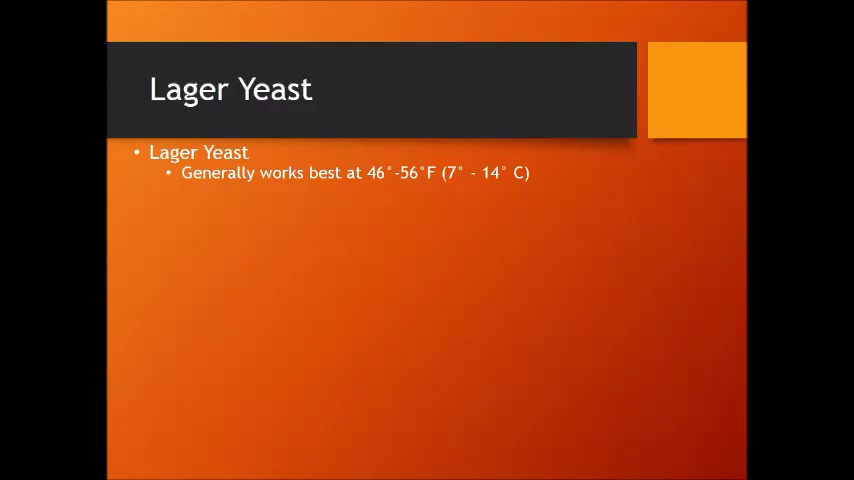 Lager Yeast
• Lager Yeast
• Generally works best at 46°-56°F (7° - 14° C)